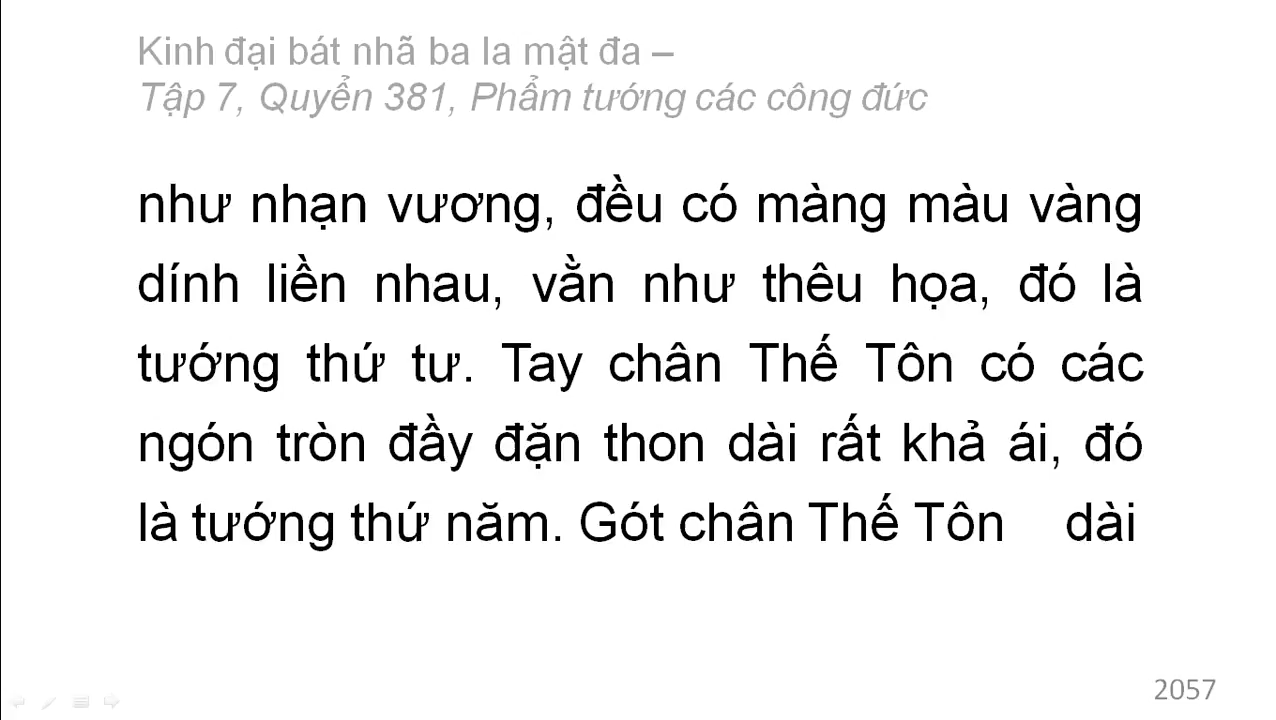 Kinh đại bát nhã ba la mật đa –
Tập 7, Quyển 381, Phẩm tướng các công đức
như nhạn vương, đều có màng màu vàng
dính liền nhau, vằn như thêu họa, đó là
tướng thứ tư. Tay chân Thế Tôn có các
ngón tròn đầy đặn thon dài rất khả ái, đó
là tướng thứ năm. Gót chân Thế Tôn dài
2057